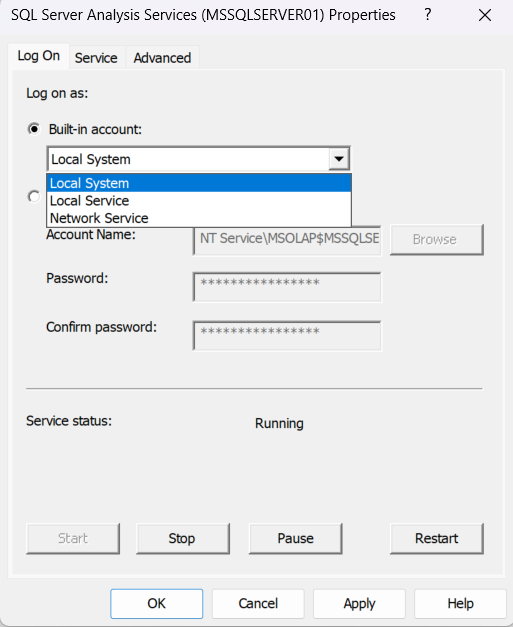 SQL Server Analysis Services (MSSQLSERVER01) Properties ?
Log On Service Advanced
Log on as:
Built-in account:
Local System
Local System
Local Service
Network Service
Account Name: NT Service\MSOLAP$MSSQLSE Browse
Password: ****************
Confirm password: ****************
Service status: Running
Start Stop Pause Restart
OK Cancel Apply Help